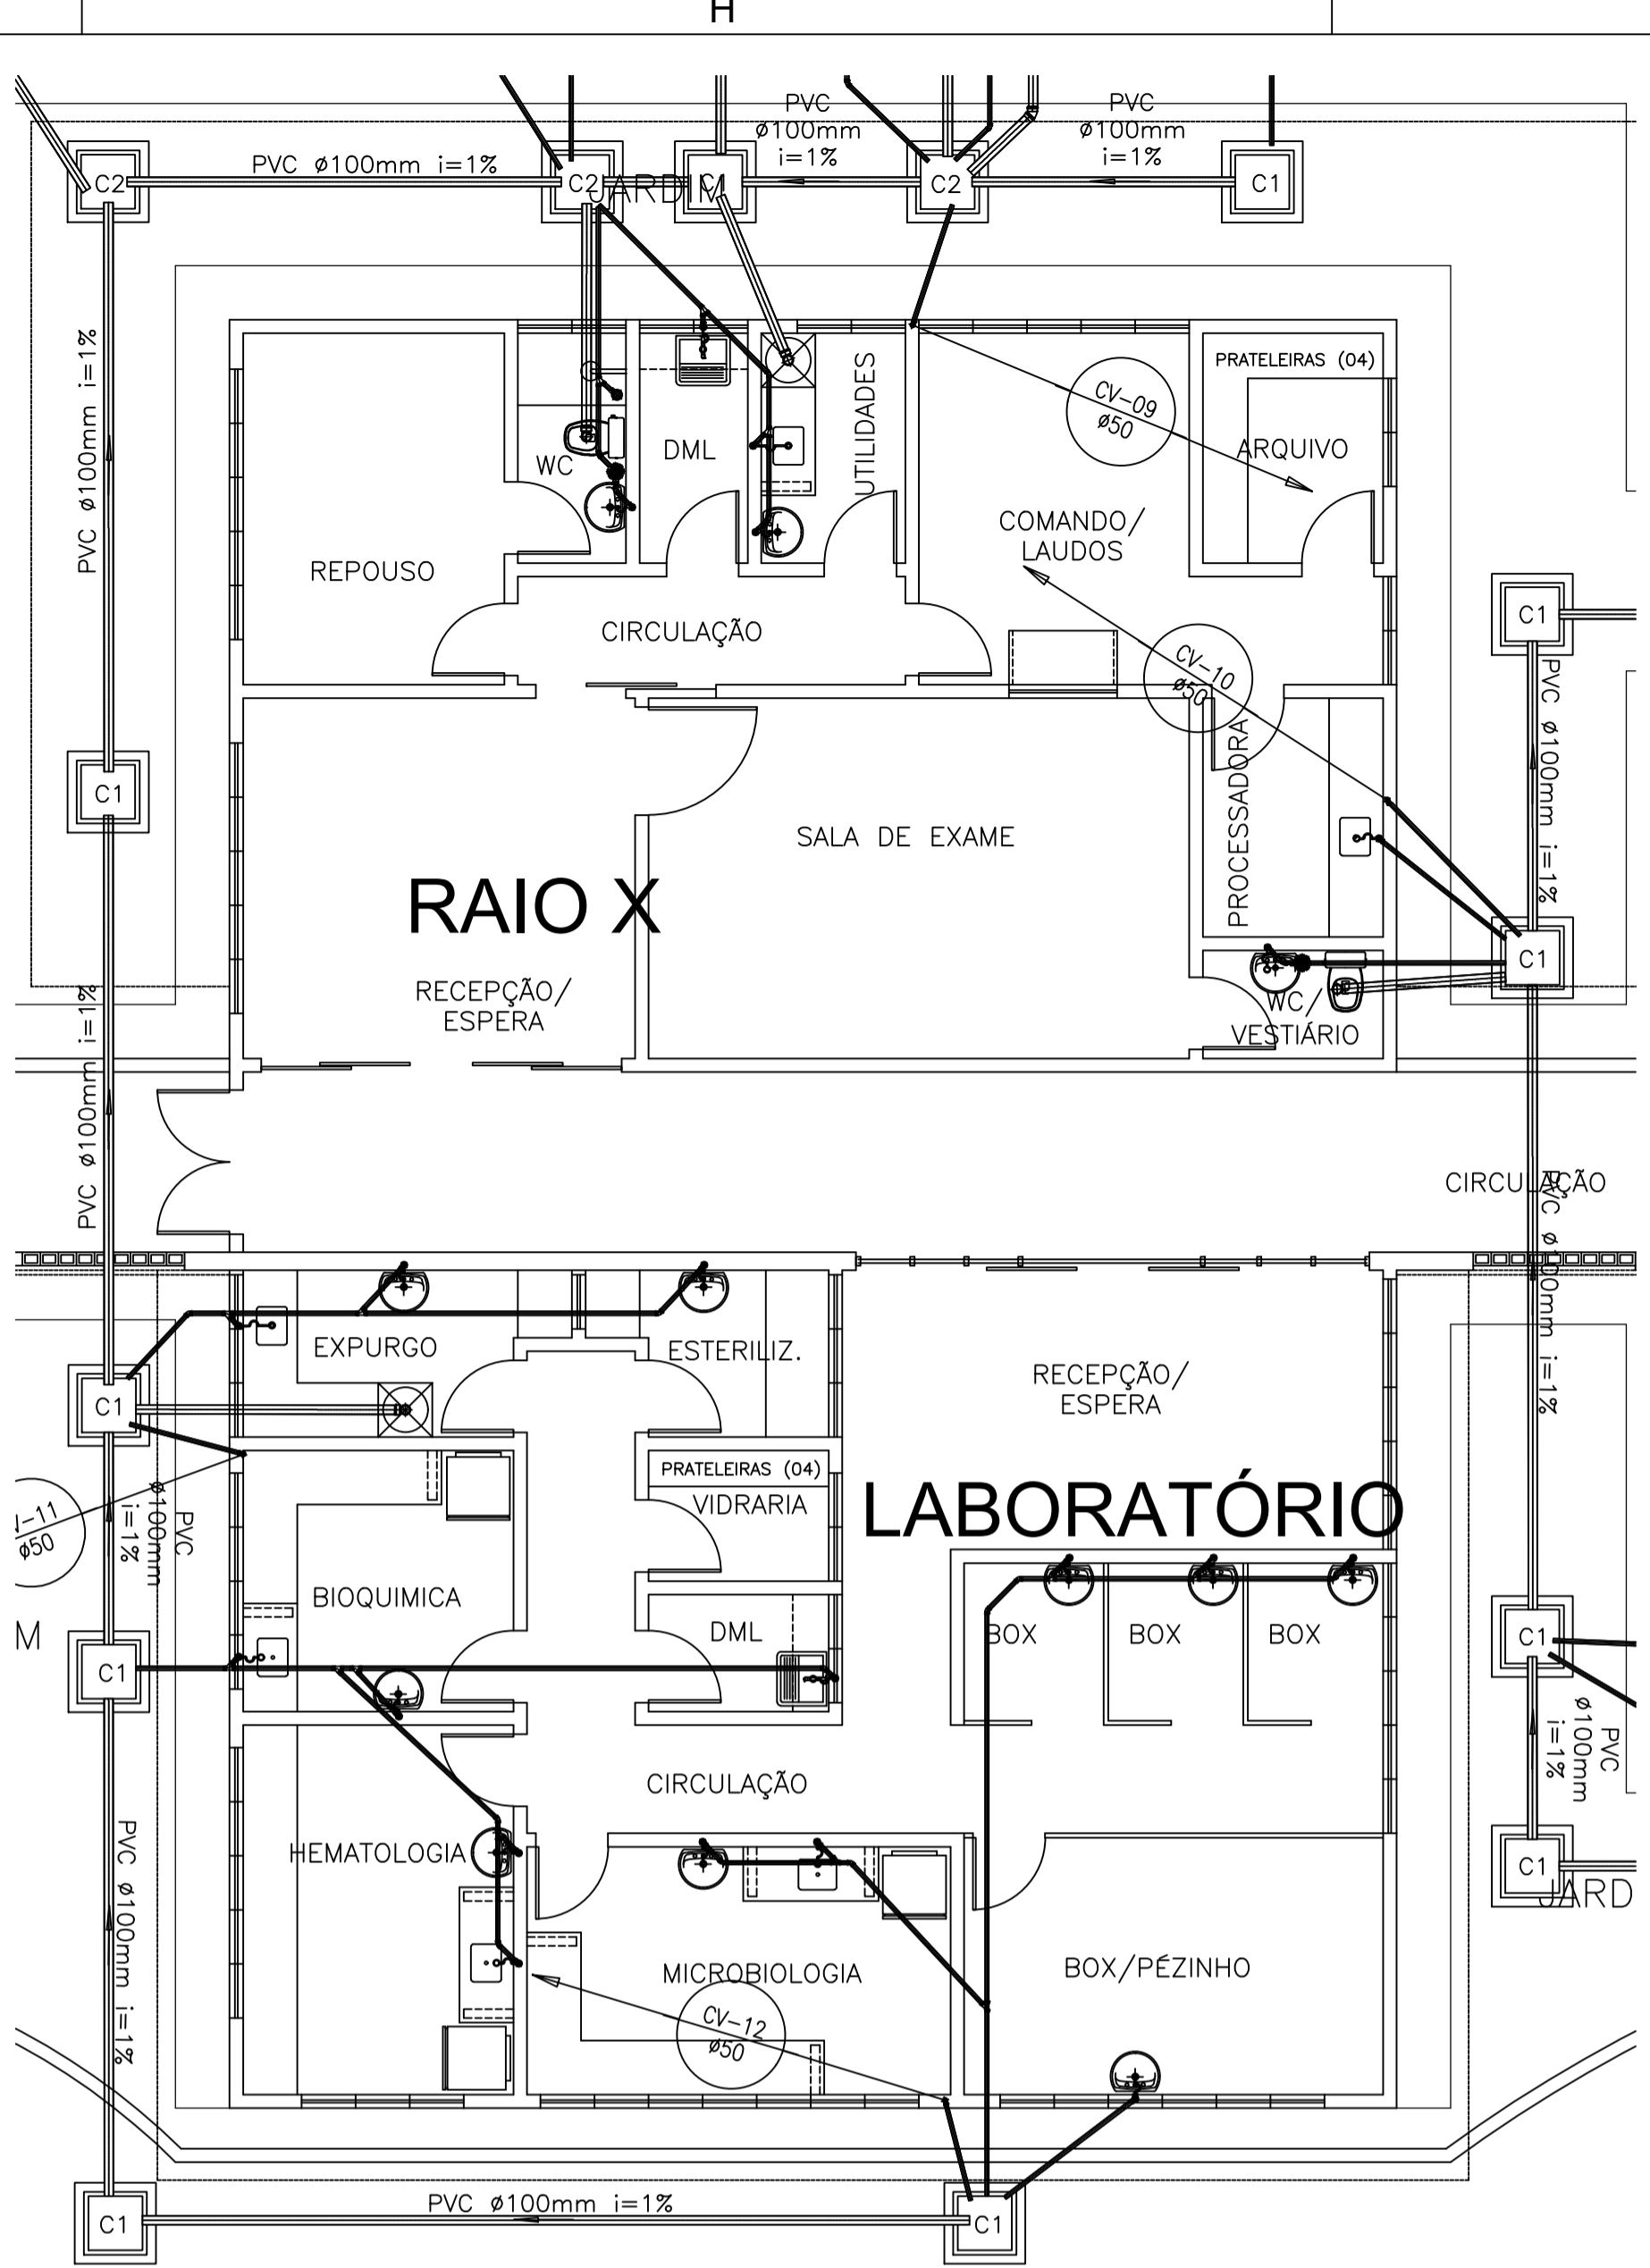 H
PVC
ø100mm
i=1%
PVC
ø100mm
i=1%
PVC ø100mm i=1%
C2
C2
JARDIM
C1
C2
C1
PVC ø100mm i=1%
UTILIDADES
PRATELEIRAS (04)
CV-09
ø50
WC
DML
ARQUIVO
COMANDO/
LAUDOS
REPOUSO
CIRCULAÇÃO
C1
CV-10
ø50
PVC ø100mm i=1%
PROCESSADORA
C1
SALA DE EXAME
RAIO X
C1
RECEPÇÃO/
ESPERA
WC/
VESTIÁRIO
PVC ø100mm i=1%
CIRCULAÇÃO
PVC ø100mm i=1%
EXPURGO
ESTERILIZ.
RECEPÇÃO/
ESPERA
C1
PRATELEIRAS (04)
VIDRARIA
LABORATÓRIO
-11
ø50
PVC
ø100mm
i=1%
BIOQUIMICA
M
DML
BOX
BOX
BOX
C1
C1
PVC
ø100mm
i=1%
CIRCULAÇÃO
HEMATOLOGIA
PVC ø100mm i=1%
C1
JARD
MICROBIOLOGIA
BOX/PÉZINHO
CV-12
ø50
PVC ø100mm i=1%
C1
C1